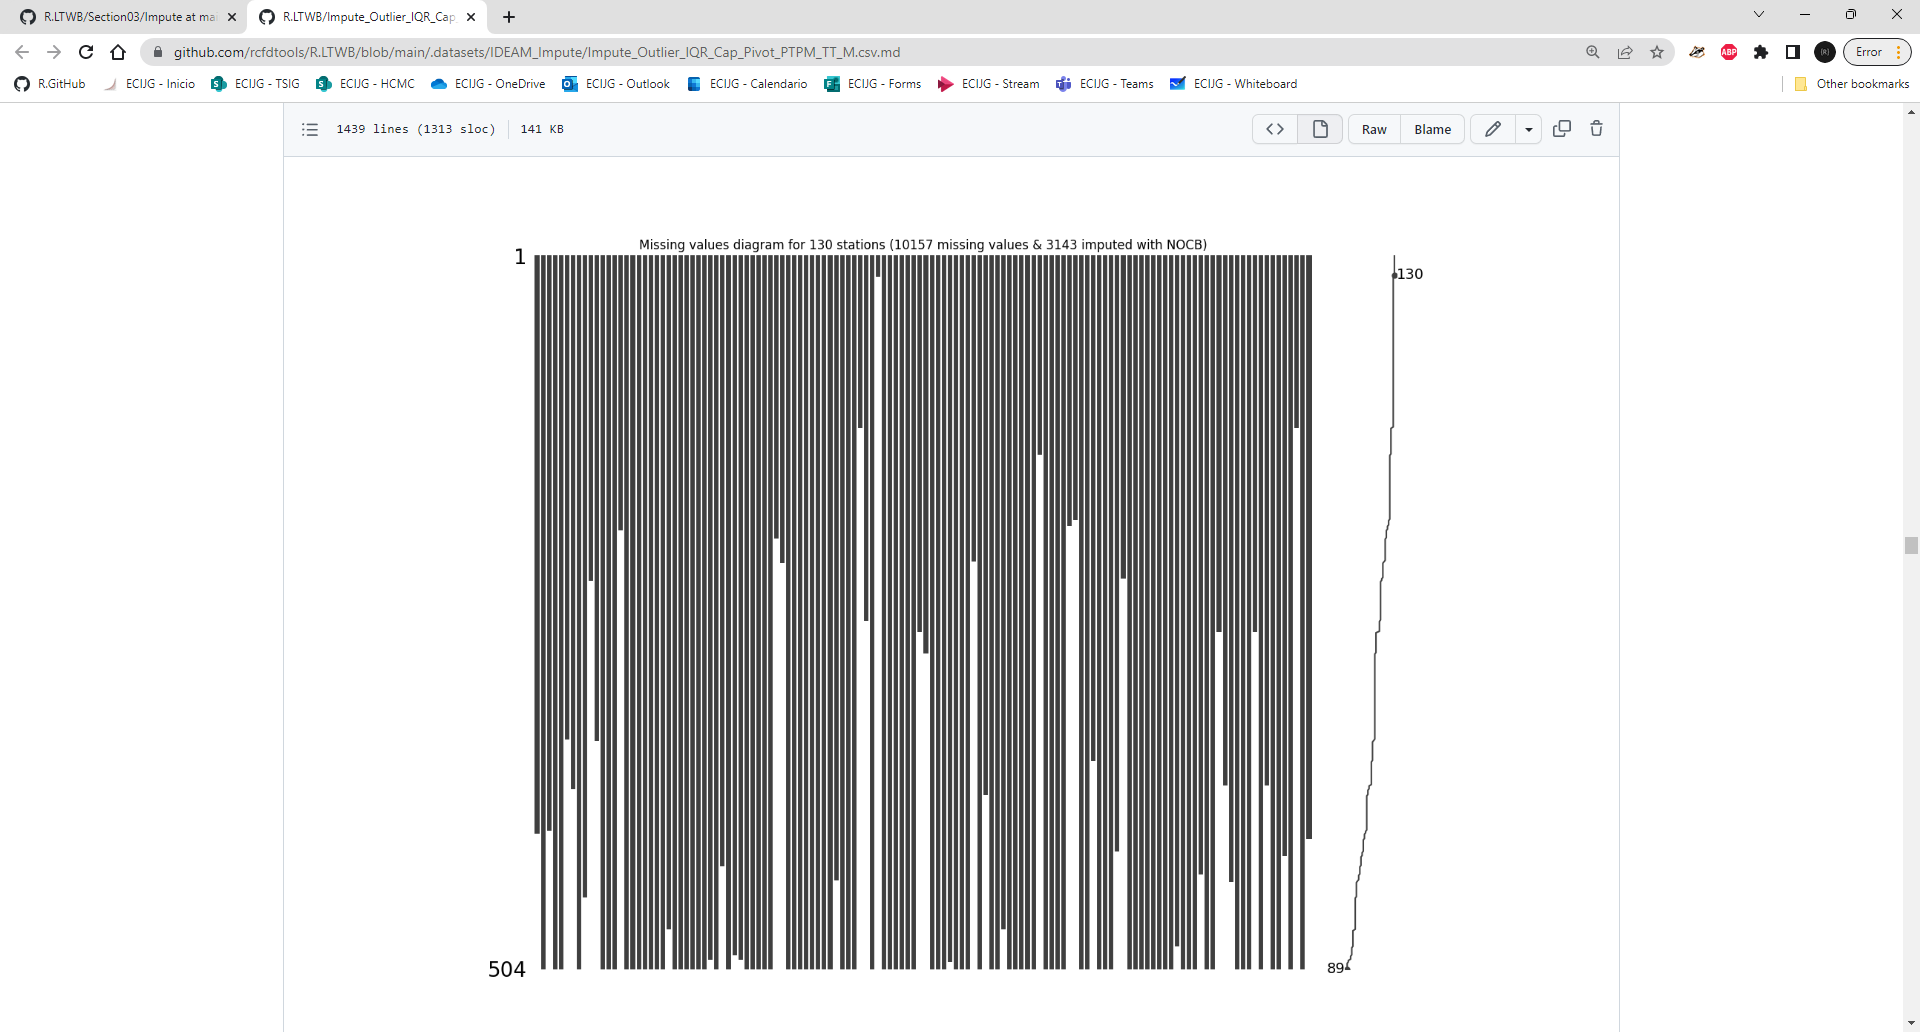 R.LTWB/Section03/Impute at mai
R.LTWB/Impute_Outlier_IQR_Cap_
github.com/rcfdtools/R.LTWB/blob/main/.datasets/IDEAM_Impute/Impute_Outlier_IQR_Cap_Pivot_PTPM_TT_M.csv.md
ABP
Error
R.GitHub
ECIJG - Inicio
ECIJG - TSIG
ECIJG - HCMC
ECIJG - OneDrive
ECIJG - Outlook
ECIJG - Calendario
ECIJG - Forms
ECIJG - Stream
ECIJG - Teams
ECIJG - Whiteboard
Other bookmarks
1439 lines (1313 sloc)
141 KB
Raw
Blame
Missing values diagram for 130 stations (10157 missing values & 3143 imputed with NOCB)
1
130
504
89